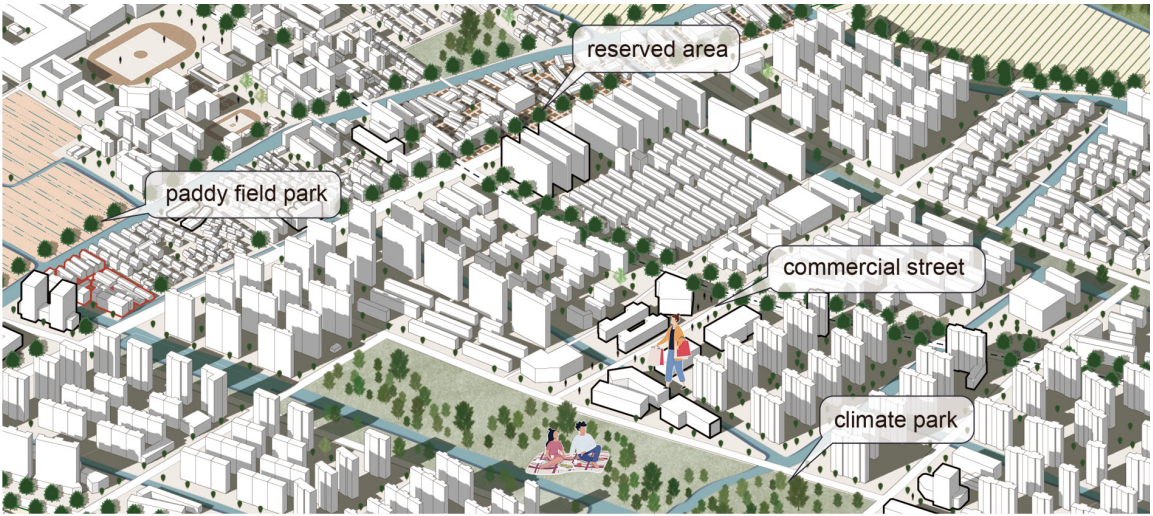 reserved area
paddy field park
commercial street
climate park